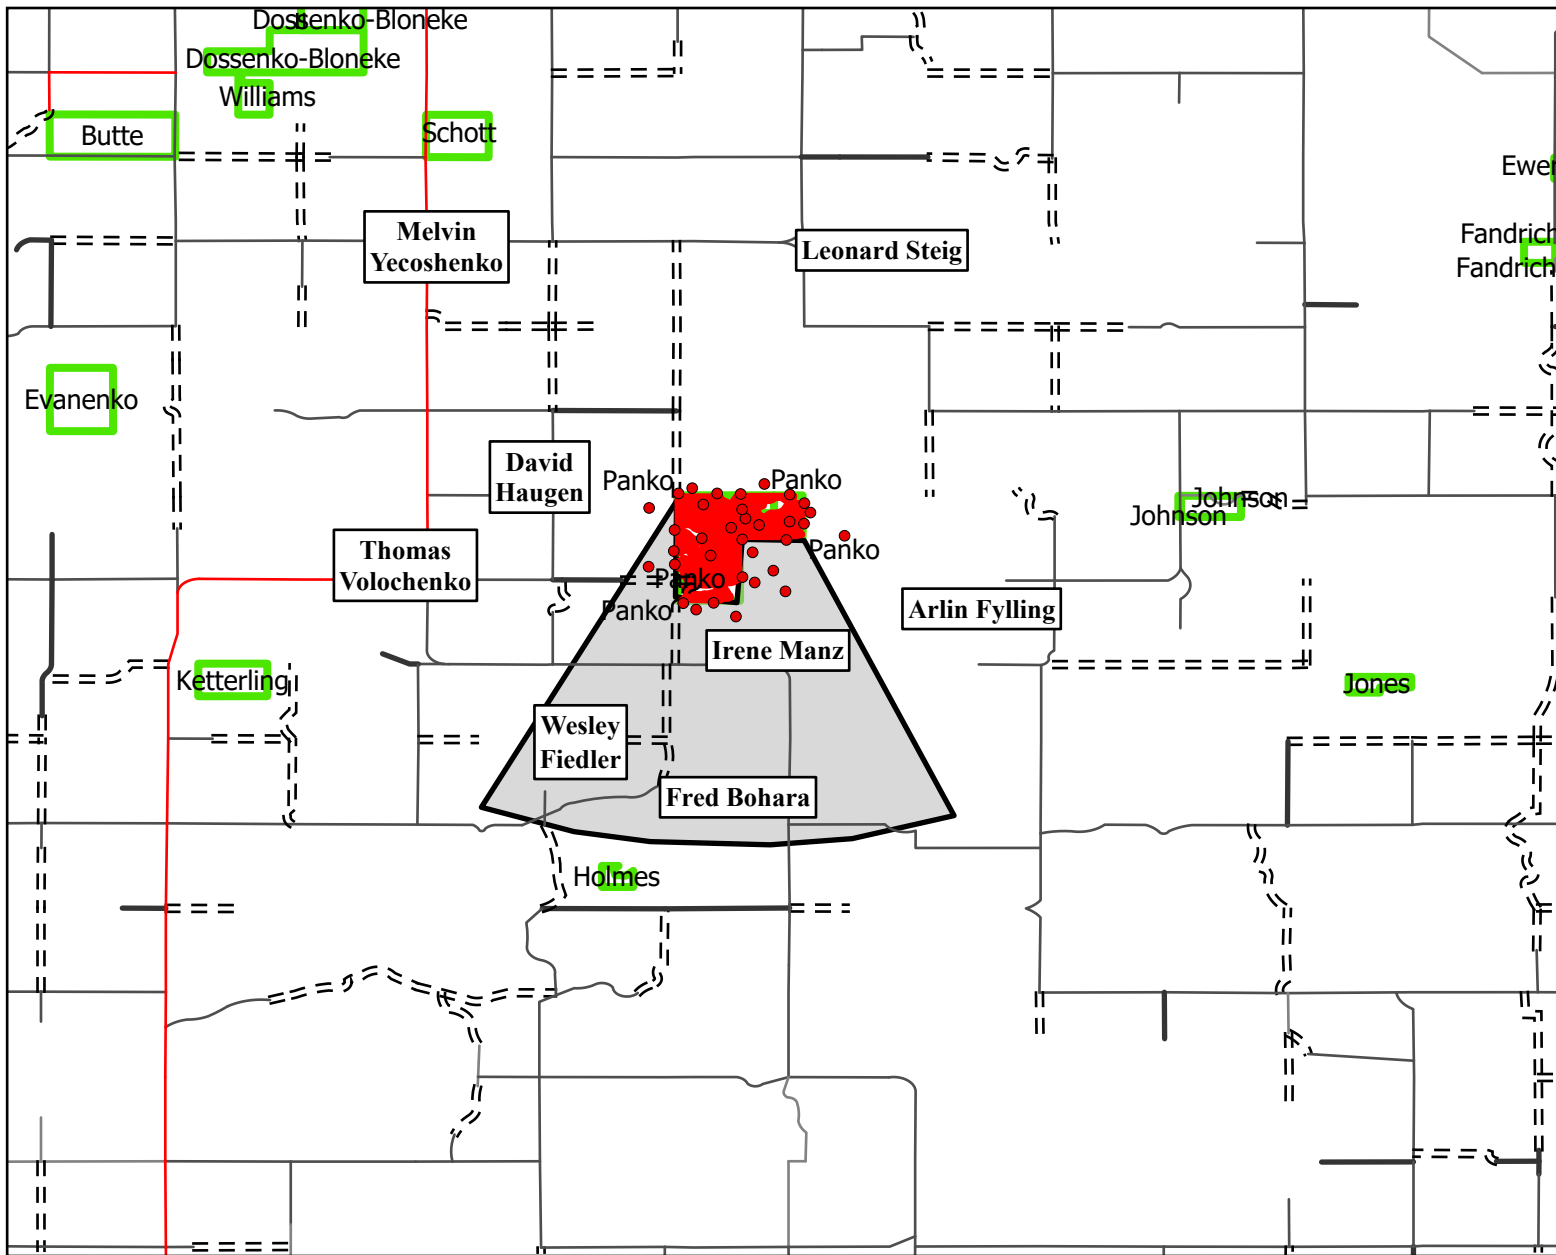 Dossenko-Bloneke
Dossenko-Bloneke
Williams
Butte
Schott
Ewer
Melvin
Yecoshenko
Leonard Steig
Fandrich
Fandrich
Evanenko
David
Haugen
Panko
Panko
Johnson
Johnson
Thomas
Volochenko
Panko
Panko
Panko
Arlin Fylling
Irene Manz
Ketterling
Jones
Wesley
Fiedler
Fred Bohara
Holmes